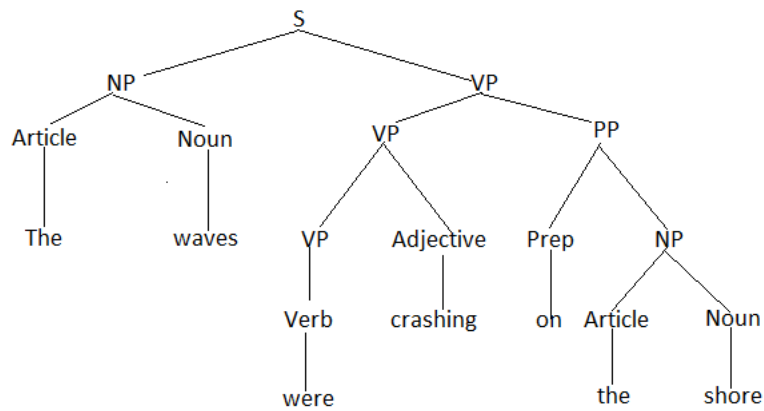 S
NP VP
Article Noun VP PP
The waves VP Adjective Prep NP
Verb crashing on Article Noun
were the shore